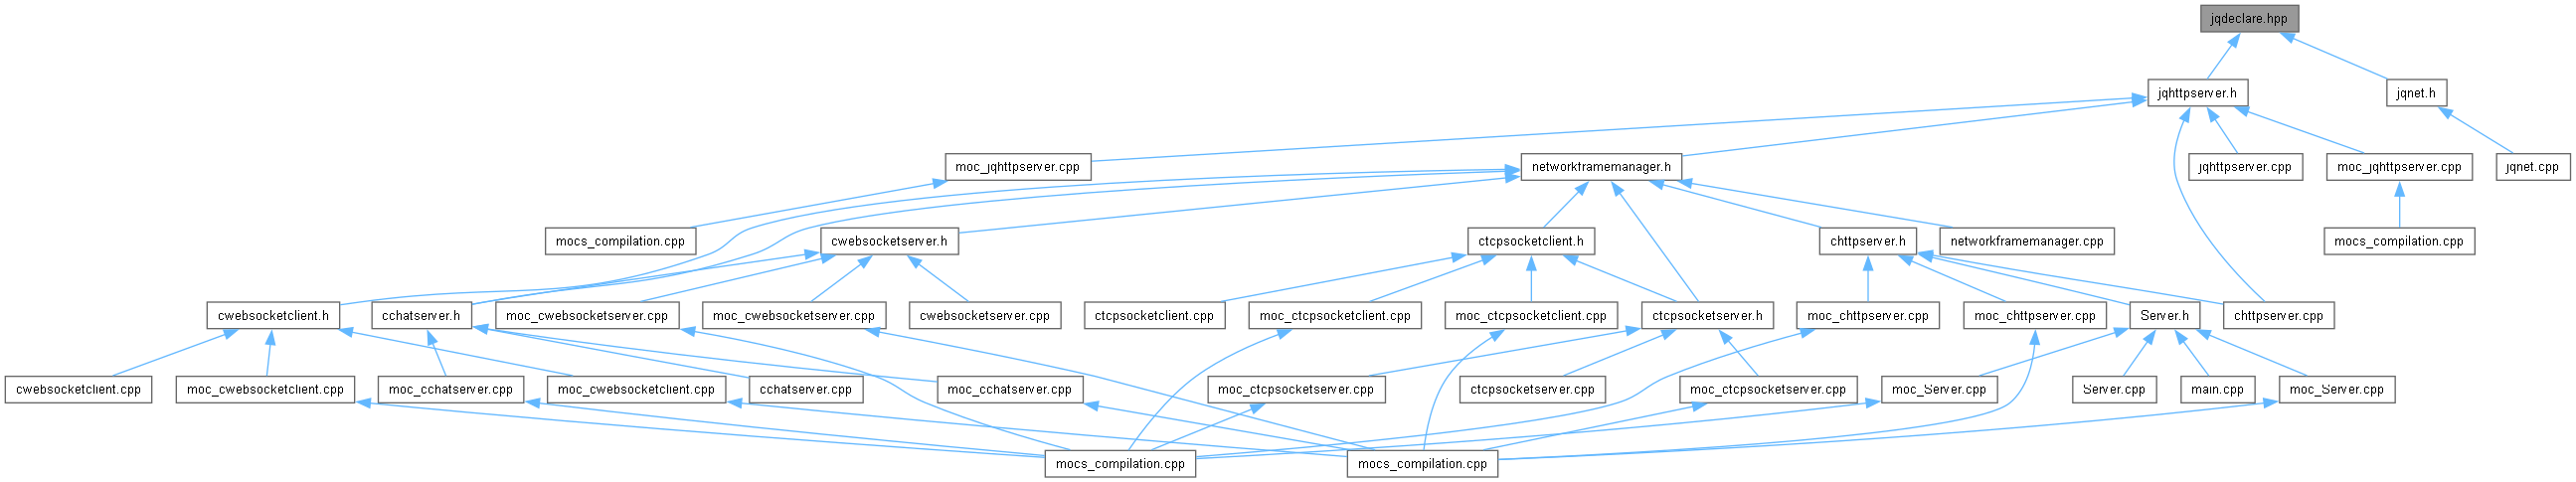 jqdeclare.hpp
jqhttpserver.h
jqnet.h
moc_jqhttpserver.cpp
networkframemanager.h
jqhttpserver.cpp
moc_jqhttpserver.cpp
jqnet.cpp
mocs_compilation.cpp
cwebsocketserver.h
ctcpsocketclient.h
chttpserver.h
networkframemanager.cpp
mocs_compilation.cpp
cwebsocketclient.h
cchatserver.h
moc_cwebsocketserver.cpp
moc_cwebsocketserver.cpp
cwebsocketserver.cpp
ctcpsocketclient.cpp
moc_ctcpsocketclient.cpp
moc_ctcpsocketclient.cpp
ctcpsocketserver.h
moc_chttpserver.cpp
moc_chttpserver.cpp
Server.h
chttpserver.cpp
cwebsocketclient.cpp
moc_cwebsocketclient.cpp
moc_cchatserver.cpp
moc_cwebsocketclient.cpp
cchatserver.cpp
moc_cchatserver.cpp
moc_ctcpsocketserver.cpp
ctcpsocketserver.cpp
moc_ctcpsocketserver.cpp
moc_Server.cpp
Server.cpp
main.cpp
moc_Server.cpp
mocs_compilation.cpp
mocs_compilation.cpp